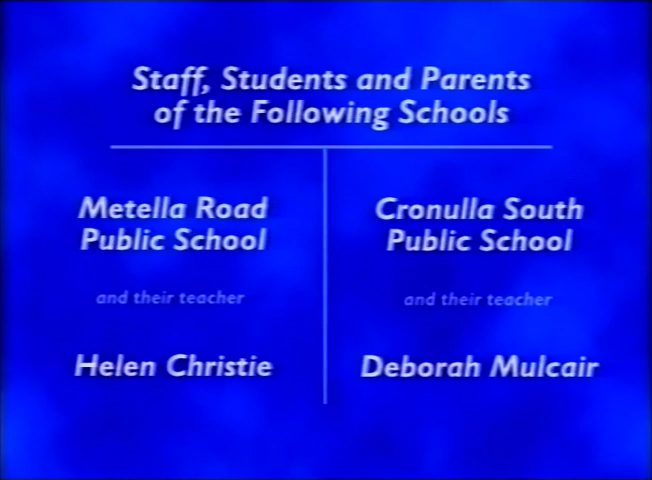 Staff, Students and Parents
of the Following Schools
Metella Road
Public School
and their teacher
Helen Christie
Cronulla South
Public School
and their teacher
Deborah Mulcair